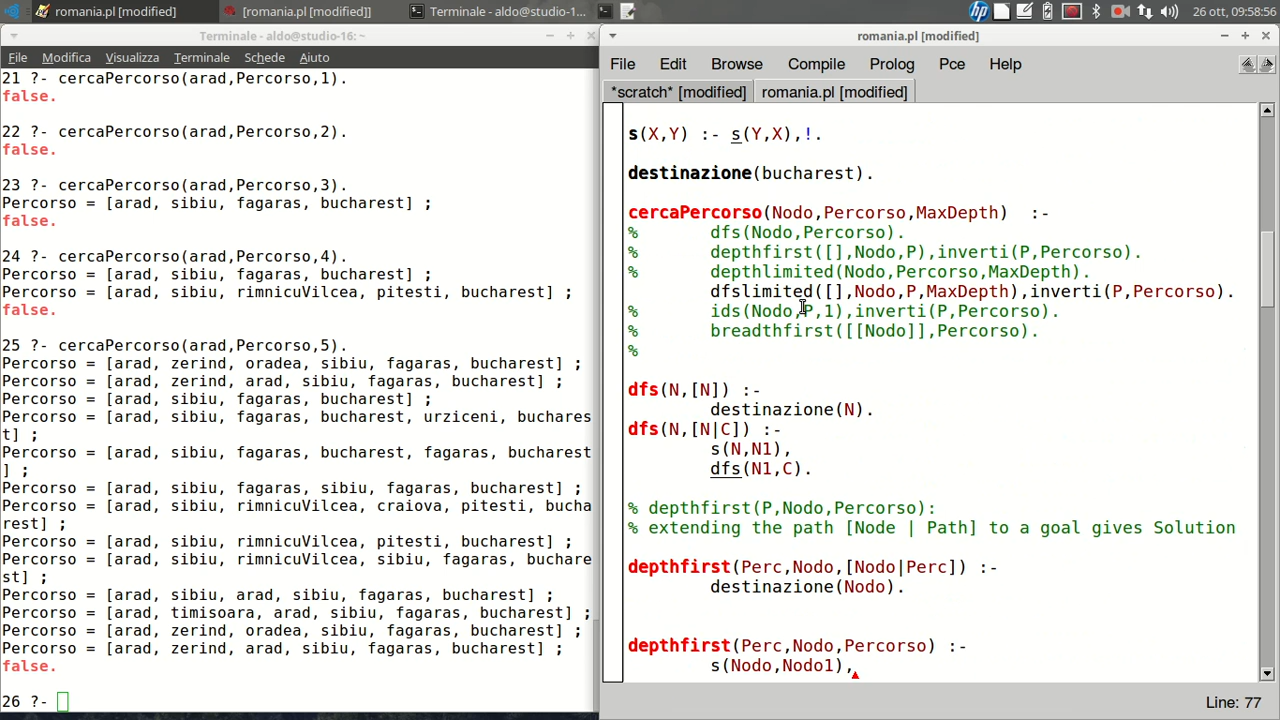 romania.pl [modified]
[romania.pl [modified]]
Terminale - aldo@studio-1...
26 ott, 09:58:56
Terminale - aldo@studio-16: ~
File Modifica Visualizza Terminale Schede Aiuto
21 ?- cercaPercorso(arad,Percorso,1).
false.
22 ?- cercaPercorso(arad,Percorso,2).
false.
23 ?- cercaPercorso(arad,Percorso,3).
Percorso = [arad, sibiu, fagaras, bucharest] ;
false.
24 ?- cercaPercorso(arad,Percorso,4).
Percorso = [arad, sibiu, fagaras, bucharest] ;
Percorso = [arad, sibiu, rimnicuVilcea, pitesti, bucharest] ;
false.
25 ?- cercaPercorso(arad,Percorso,5).
Percorso = [arad, zerind, oradea, sibiu, fagaras, bucharest] ;
Percorso = [arad, zerind, arad, sibiu, fagaras, bucharest] ;
Percorso = [arad, sibiu, fagaras, bucharest] ;
Percorso = [arad, sibiu, fagaras, bucharest, urziceni, buchares
t] ;
Percorso = [arad, sibiu, fagaras, bucharest, fagaras, bucharest
] ;
Percorso = [arad, sibiu, fagaras, sibiu, fagaras, bucharest] ;
Percorso = [arad, sibiu, rimnicuVilcea, craiova, pitesti, bucha
rest] ;
Percorso = [arad, sibiu, rimnicuVilcea, pitesti, bucharest] ;
Percorso = [arad, sibiu, rimnicuVilcea, sibiu, fagaras, buchare
st] ;
Percorso = [arad, sibiu, arad, sibiu, fagaras, bucharest] ;
Percorso = [arad, timisoara, arad, sibiu, fagaras, bucharest] ;
Percorso = [arad, zerind, oradea, sibiu, fagaras, bucharest] ;
Percorso = [arad, zerind, arad, sibiu, fagaras, bucharest] ;
false.
26 ?-
romania.pl [modified]
File Edit Browse Compile Prolog Pce Help
*scratch* [modified] romania.pl [modified]
s(X,Y) :- s(Y,X),!.
destinazione(bucharest).
cercaPercorso(Nodo,Percorso,MaxDepth) :-
% dfs(Nodo,Percorso).
% depthfirst([],Nodo,P),inverti(P,Percorso).
% depthlimited(Nodo,Percorso,MaxDepth).
dfslimited([],Nodo,P,MaxDepth),inverti(P,Percorso).
% ids(Nodo,P,1),inverti(P,Percorso).
% breadthfirst([[Nodo]],Percorso).
%
dfs(N,[N]) :-
destinazione(N).
dfs(N,[N|C]) :-
s(N,N1),
dfs(N1,C).
% depthfirst(P,Nodo,Percorso):
% extending the path [Node | Path] to a goal gives Solution
depthfirst(Perc,Nodo,[Nodo|Perc]) :-
destinazione(Nodo).
depthfirst(Perc,Nodo,Percorso) :-
s(Nodo,Nodo1),
Line: 77